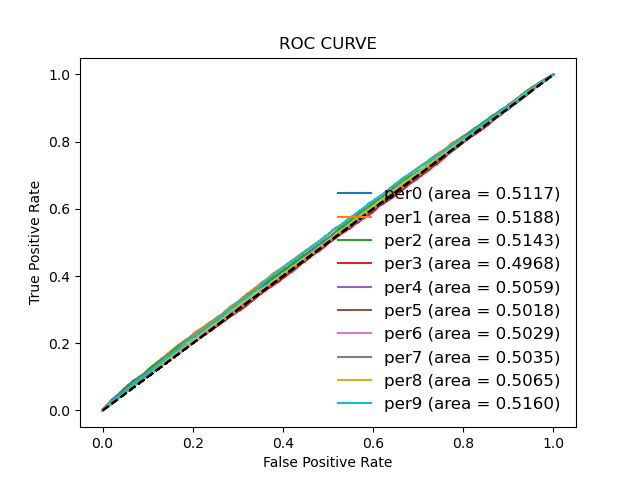 ROC CURVE
1.0
0.8
0.6
0.4
0.2
0.0
True Positive Rate
per0 (area = 0.5117)
per1 (area = 0.5188)
per2 (area = 0.5143)
per3 (area = 0.4968)
per4 (area = 0.5059)
per5 (area = 0.5018)
per6 (area = 0.5029)
per7 (area = 0.5035)
per8 (area = 0.5065)
per9 (area = 0.5160)
0.0 0.2 0.4 0.6 0.8 1.0
False Positive Rate